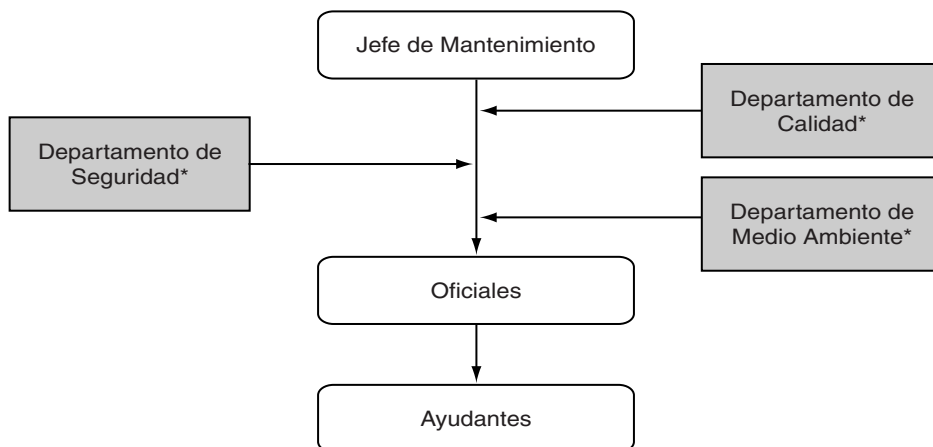 Jefe de Mantenimiento
Departamento de
Calidad*
Departamento de
Seguridad*
Departamento de
Medio Ambiente*
Oficiales
Ayudantes